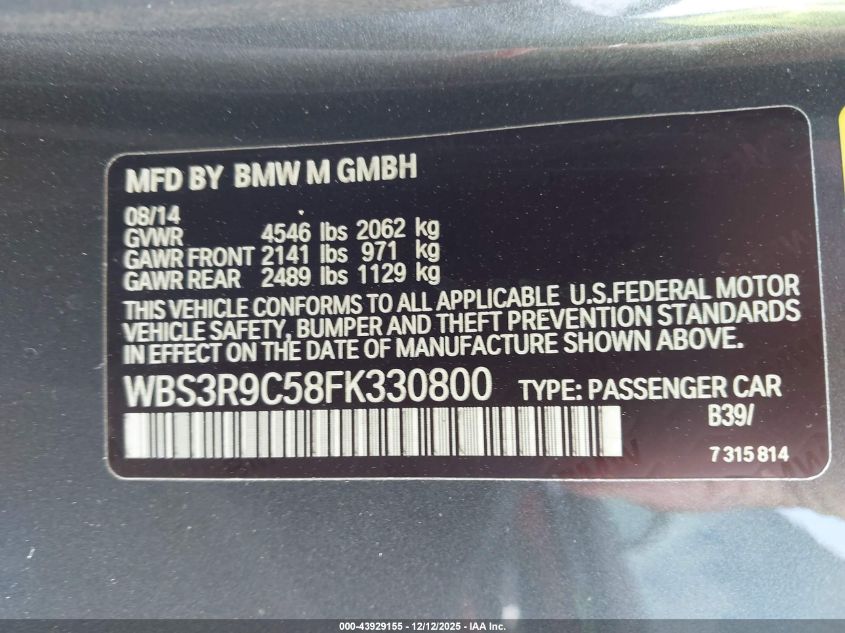 MFD BY BMW M GMBH
08/14
GVWR 4546 lbs 2062 kg
GAWR FRONT 2141 lbs 971 kg
GAWR REAR 2489 lbs 1129 kg
THIS VEHICLE CONFORMS TO ALL APPLICABLE U.S.FEDERAL MOTOR
VEHICLE SAFETY, BUMPER AND THEFT PREVENTION STANDARDS
IN EFFECT ON THE DATE OF MANUFACTURE SHOWN ABOVE.
WBS3R9C58FK330800 TYPE: PASSENGER CAR
B39/
7 315 814
000-43929155 - 12/12/2025 - IAA Inc.